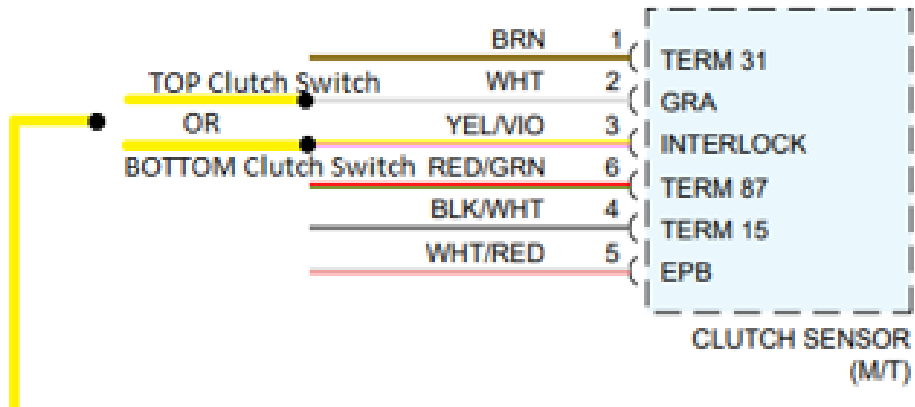 BRN 1 TERM 31
TOP Clutch Switch WHT 2 GRA
OR YEL/VIO 3 INTERLOCK
BOTTOM Clutch Switch RED/GRN 6 TERM 87
BLK/WHT 4 TERM 15
WHT/RED 5 EPB
CLUTCH SENSOR
(M/T)